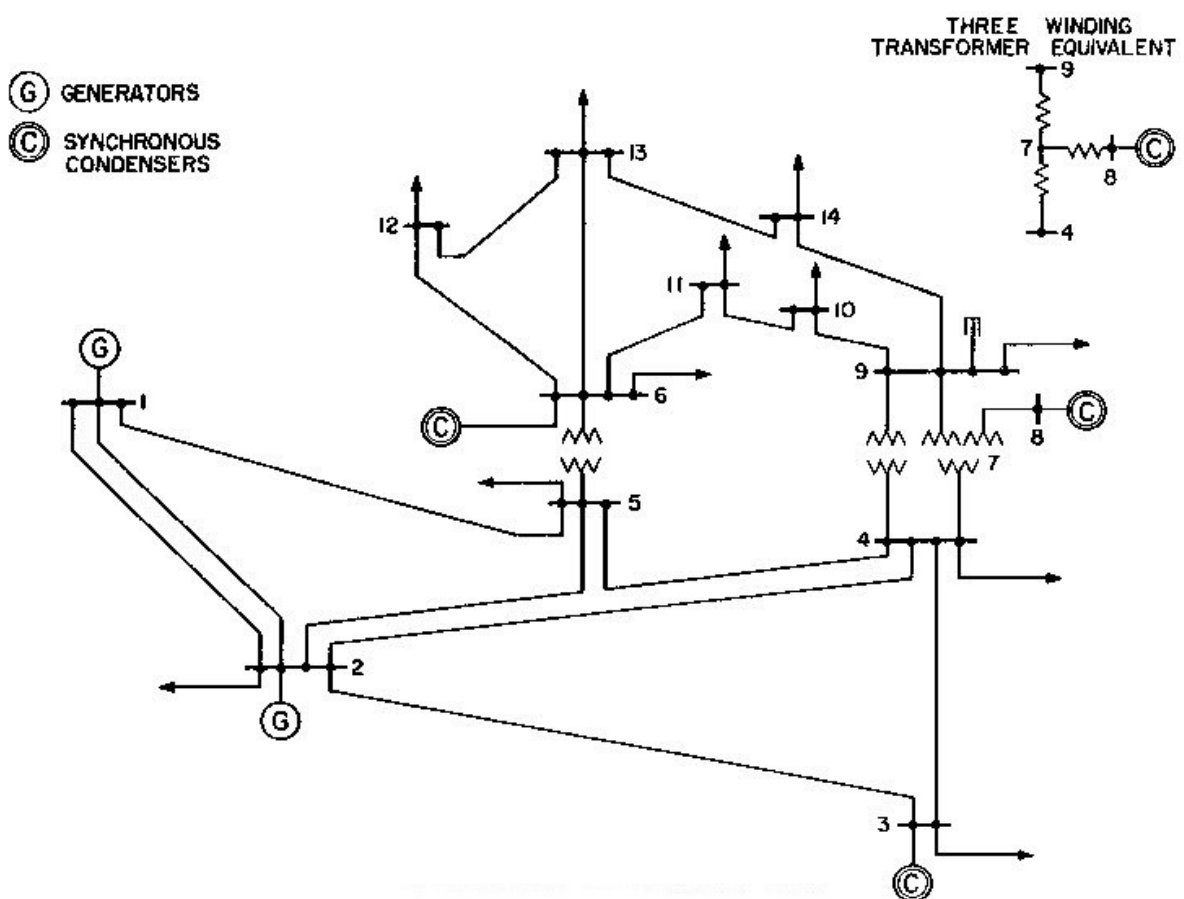 THREE WINDING
TRANSFORMER EQUIVALENT
9
7
C
8
4
G GENERATORS
C SYNCHRONOUS
CONDENSERS
13
12
14
11
10
G
1
6
9
C
8
C
7
5
4
2
G
3
C